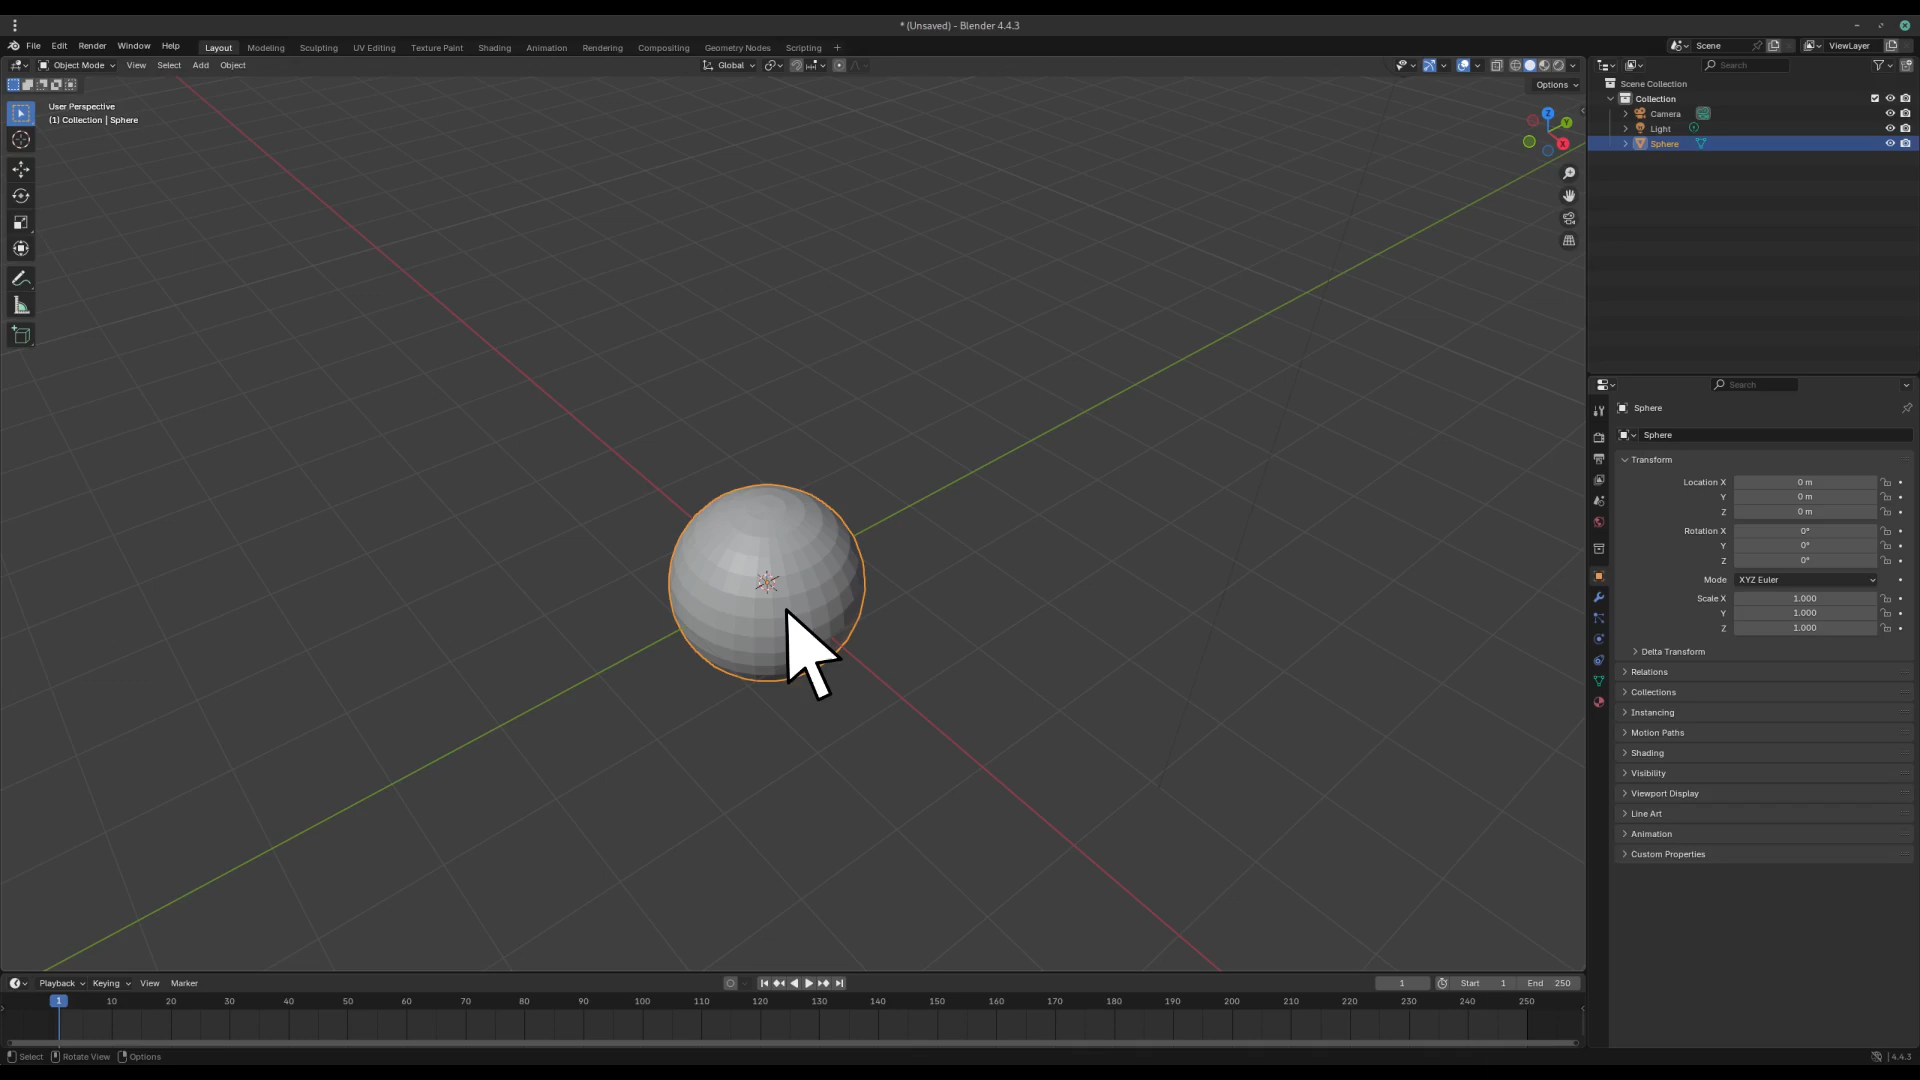 * (Unsaved) - Blender 4.4.3
File Edit Render Window Help Layout Modeling Sculpting UV Editing Texture Paint Shading Animation Rendering Compositing Geometry Nodes Scripting + Scene ViewLayer
Object Mode View Select Add Object Global Search
Options
User Perspective
(1) Collection | Sphere
Z
Y
X
Scene Collection
Collection
Camera
Light
Sphere
Search
Sphere
Sphere
Transform
Location X 0 m
Y 0 m
Z 0 m
Rotation X 0°
Y 0°
Z 0°
Mode XYZ Euler
Scale X 1.000
Y 1.000
Z 1.000
Delta Transform
Relations
Collections
Instancing
Motion Paths
Shading
Visibility
Viewport Display
Line Art
Animation
Custom Properties
Playback Keying View Marker 1 Start 1 End 250
1 10 20 30 40 50 60 70 80 90 100 110 120 130 140 150 160 170 180 190 200 210 220 230 240 250
Select Rotate View Options 4.4.3